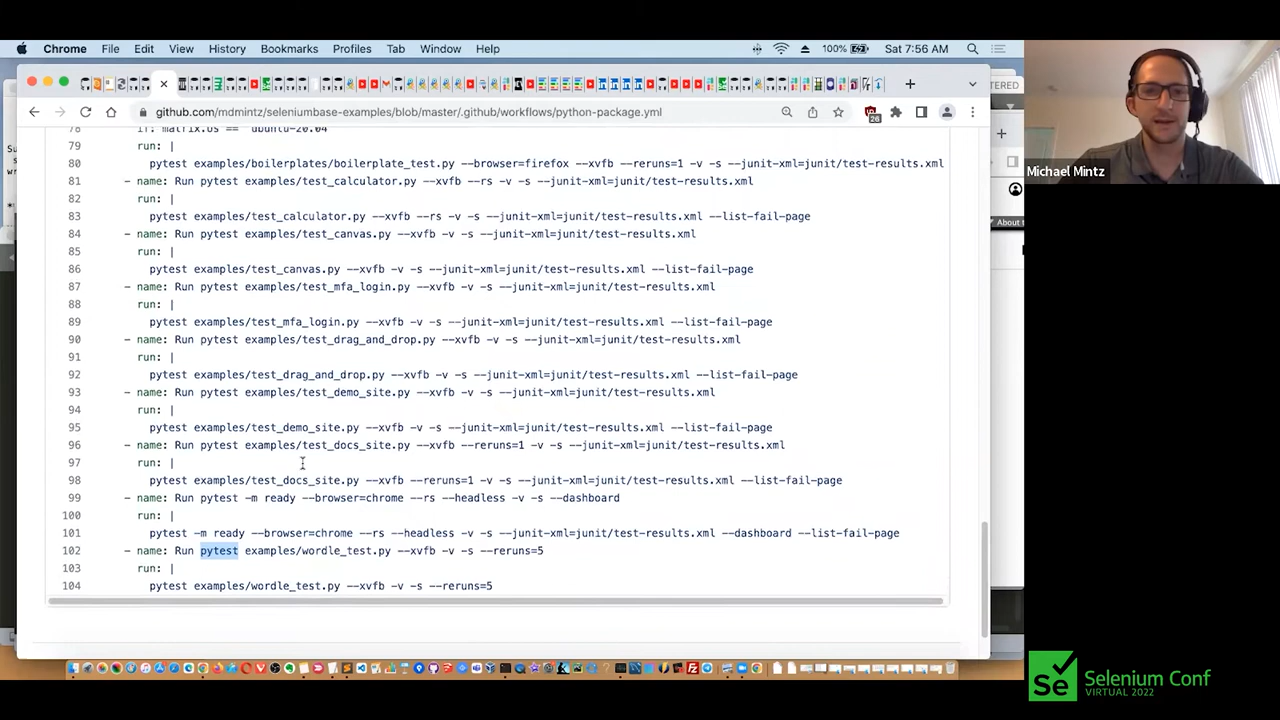 Chrome File Edit View History Bookmarks Profiles Tab Window Help 100% Sat 7:56 AM
github.com/mdmintz/seleniumbase-examples/blob/master/.github/workflows/python-package.yml
26
78 if: matrix.os == 'ubuntu-20.04'
79 run: |
80 pytest examples/boilerplates/boilerplate_test.py --browser=firefox --xvfb --reruns=1 -v -s --junit-xml=junit/test-results.xml
81 - name: Run pytest examples/test_calculator.py --xvfb --rs -v -s --junit-xml=junit/test-results.xml
82 run: |
83 pytest examples/test_calculator.py --xvfb --rs -v -s --junit-xml=junit/test-results.xml --list-fail-page
84 - name: Run pytest examples/test_canvas.py --xvfb -v -s --junit-xml=junit/test-results.xml
85 run: |
86 pytest examples/test_canvas.py --xvfb -v -s --junit-xml=junit/test-results.xml --list-fail-page
87 - name: Run pytest examples/test_mfa_login.py --xvfb -v -s --junit-xml=junit/test-results.xml
88 run: |
89 pytest examples/test_mfa_login.py --xvfb -v -s --junit-xml=junit/test-results.xml --list-fail-page
90 - name: Run pytest examples/test_drag_and_drop.py --xvfb -v -s --junit-xml=junit/test-results.xml
91 run: |
92 pytest examples/test_drag_and_drop.py --xvfb -v -s --junit-xml=junit/test-results.xml --list-fail-page
93 - name: Run pytest examples/test_demo_site.py --xvfb -v -s --junit-xml=junit/test-results.xml
94 run: |
95 pytest examples/test_demo_site.py --xvfb -v -s --junit-xml=junit/test-results.xml --list-fail-page
96 - name: Run pytest examples/test_docs_site.py --xvfb --reruns=1 -v -s --junit-xml=junit/test-results.xml
97 run: |
98 pytest examples/test_docs_site.py --xvfb --reruns=1 -v -s --junit-xml=junit/test-results.xml --list-fail-page
99 - name: Run pytest -m ready --browser=chrome --rs --headless -v -s --dashboard
100 run: |
101 pytest -m ready --browser=chrome --rs --headless -v -s --junit-xml=junit/test-results.xml --dashboard --list-fail-page
102 - name: Run pytest examples/wordle_test.py --xvfb -v -s --reruns=5
103 run: |
104 pytest examples/wordle_test.py --xvfb -v -s --reruns=5
TERED
About t
Michael Mintz
Se Selenium Conf
VIRTUAL 2022